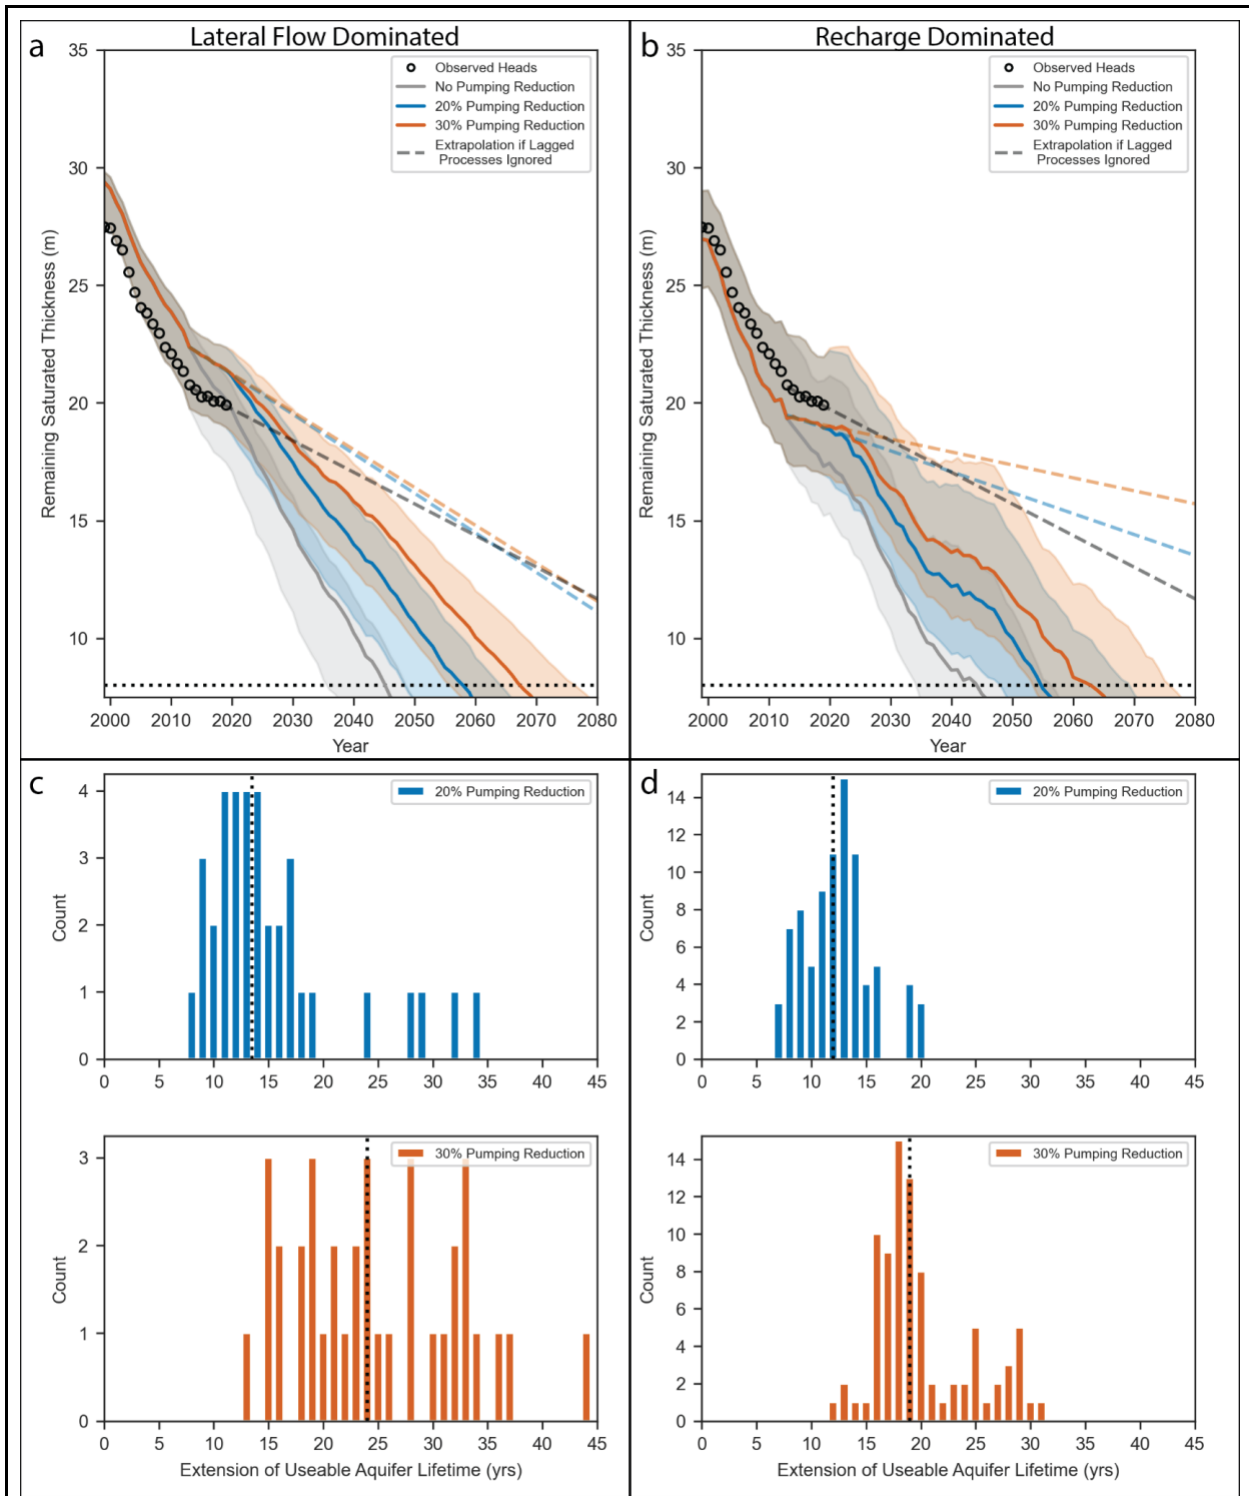 a
Lateral Flow Dominated
35
30
25
20
15
10
Remaining Saturated Thickness (m)
Observed Heads
No Pumping Reduction
20% Pumping Reduction
30% Pumping Reduction
Extrapolation if Lagged
Processes Ignored
2000 2010 2020 2030 2040 2050 2060 2070 2080
Year
b
Recharge Dominated
35
30
25
20
15
10
Remaining Saturated Thickness (m)
Observed Heads
No Pumping Reduction
20% Pumping Reduction
30% Pumping Reduction
Extrapolation if Lagged
Processes Ignored
2000 2010 2020 2030 2040 2050 2060 2070 2080
Year
c
4
3
2
1
0
Count
20% Pumping Reduction
0 5 10 15 20 25 30 35 40 45
3
2
1
0
Count
30% Pumping Reduction
0 5 10 15 20 25 30 35 40 45
Extension of Useable Aquifer Lifetime (yrs)
d
14
12
10
8
6
4
2
0
Count
20% Pumping Reduction
0 5 10 15 20 25 30 35 40 45
14
12
10
8
6
4
2
0
Count
30% Pumping Reduction
0 5 10 15 20 25 30 35 40 45
Extension of Useable Aquifer Lifetime (yrs)